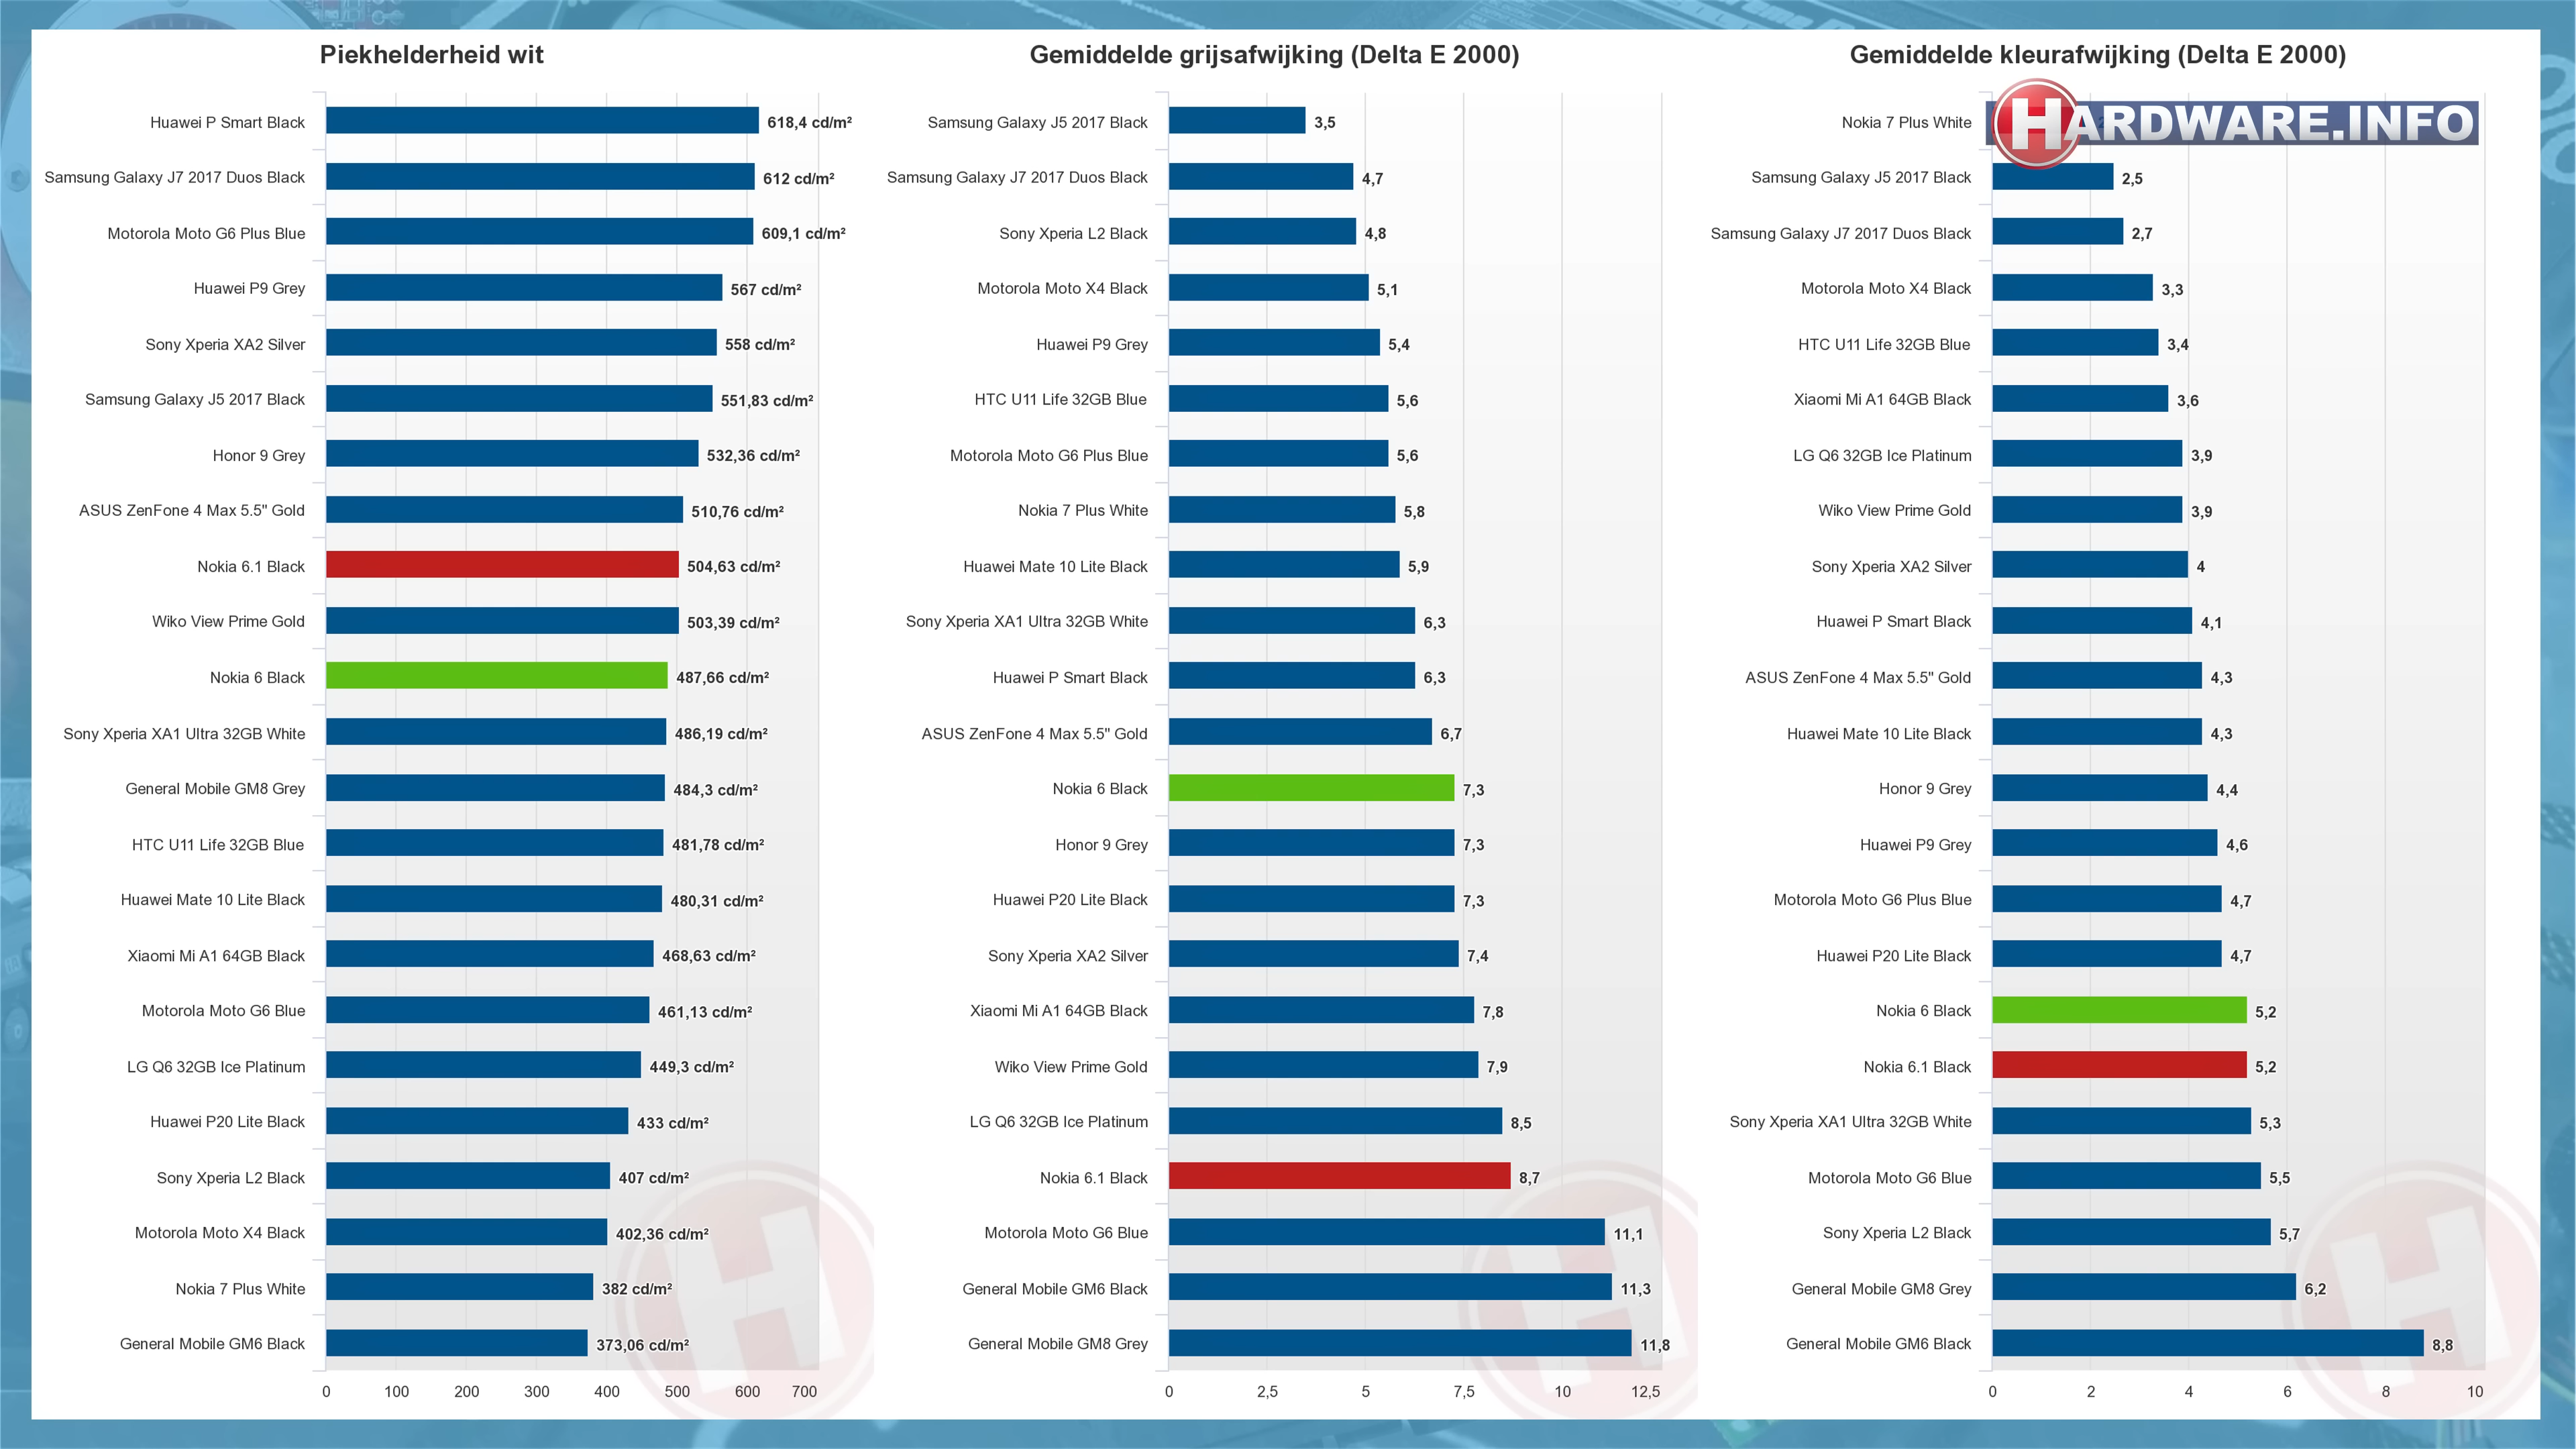 Piekhelderheid wit
Huawei P Smart Black 618,4 cd/m²
Samsung Galaxy J7 2017 Duos Black 612 cd/m²
Motorola Moto G6 Plus Blue 609,1 cd/m²
Huawei P9 Grey 567 cd/m²
Sony Xperia XA2 Silver 558 cd/m²
Samsung Galaxy J5 2017 Black 551,83 cd/m²
Honor 9 Grey 532,36 cd/m²
ASUS ZenFone 4 Max 5.5" Gold 510,76 cd/m²
Nokia 6.1 Black 504,63 cd/m²
Wiko View Prime Gold 503,39 cd/m²
Nokia 6 Black 487,66 cd/m²
Sony Xperia XA1 Ultra 32GB White 486,19 cd/m²
General Mobile GM8 Grey 484,3 cd/m²
HTC U11 Life 32GB Blue 481,78 cd/m²
Huawei Mate 10 Lite Black 480,31 cd/m²
Xiaomi Mi A1 64GB Black 468,63 cd/m²
Motorola Moto G6 Blue 461,13 cd/m²
LG Q6 32GB Ice Platinum 449,3 cd/m²
Huawei P20 Lite Black 433 cd/m²
Sony Xperia L2 Black 407 cd/m²
Motorola Moto X4 Black 402,36 cd/m²
Nokia 7 Plus White 382 cd/m²
General Mobile GM6 Black 373,06 cd/m²
0 100 200 300 400 500 600 700
Gemiddelde grijsafwijking (Delta E 2000)
Samsung Galaxy J5 2017 Black 3,5
Samsung Galaxy J7 2017 Duos Black 4,7
Sony Xperia L2 Black 4,8
Motorola Moto X4 Black 5,1
Huawei P9 Grey 5,4
HTC U11 Life 32GB Blue 5,6
Motorola Moto G6 Plus Blue 5,6
Nokia 7 Plus White 5,8
Huawei Mate 10 Lite Black 5,9
Sony Xperia XA1 Ultra 32GB White 6,3
Huawei P Smart Black 6,3
ASUS ZenFone 4 Max 5.5" Gold 6,7
Nokia 6 Black 7,3
Honor 9 Grey 7,3
Huawei P20 Lite Black 7,3
Sony Xperia XA2 Silver 7,4
Xiaomi Mi A1 64GB Black 7,8
Wiko View Prime Gold 7,9
LG Q6 32GB Ice Platinum 8,5
Nokia 6.1 Black 8,7
Motorola Moto G6 Blue 11,1
General Mobile GM6 Black 11,3
General Mobile GM8 Grey 11,8
0 2,5 5 7,5 10 12,5
Gemiddelde kleurafwijking (Delta E 2000)
HARDWARE.INFO
Nokia 7 Plus White
Samsung Galaxy J5 2017 Black 2,5
Samsung Galaxy J7 2017 Duos Black 2,7
Motorola Moto X4 Black 3,3
HTC U11 Life 32GB Blue 3,4
Xiaomi Mi A1 64GB Black 3,6
LG Q6 32GB Ice Platinum 3,9
Wiko View Prime Gold 3,9
Sony Xperia XA2 Silver 4
Huawei P Smart Black 4,1
ASUS ZenFone 4 Max 5.5" Gold 4,3
Huawei Mate 10 Lite Black 4,3
Honor 9 Grey 4,4
Huawei P9 Grey 4,6
Motorola Moto G6 Plus Blue 4,7
Huawei P20 Lite Black 4,7
Nokia 6 Black 5,2
Nokia 6.1 Black 5,2
Sony Xperia XA1 Ultra 32GB White 5,3
Motorola Moto G6 Blue 5,5
Sony Xperia L2 Black 5,7
General Mobile GM8 Grey 6,2
General Mobile GM6 Black 8,8
0 2 4 6 8 10